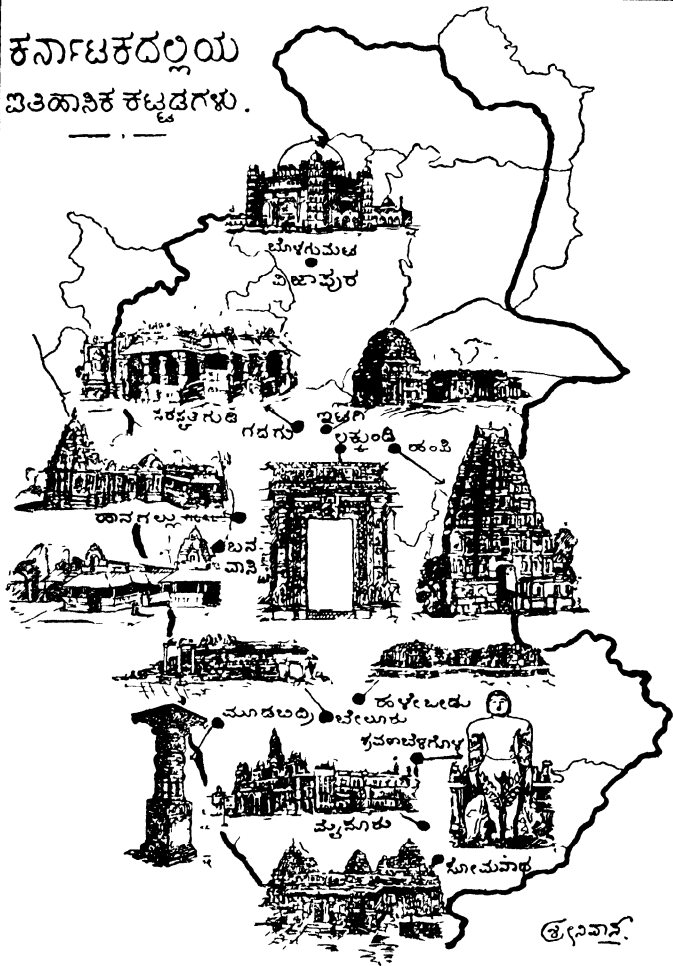 ಕರ್ನಾಟಕದಲ್ಲಿಯ
ಐತಿಹಾಸಿಕ ಕಟ್ಟಡಗಳು.
ಬೊಳಗುಮಟ
ವಿಜಾಪುರ
ಸರಸ್ವತಿಗುಡಿ
ಗದಗು
ಇಟಗಿ
ಲಕ್ಕುಂಡಿ
ಹಂಪಿ
ಹಾನಗಲ್ಲು
ಬನ
ವಾಸಿ
ಮೂಡಬಿದ್ರಿ
ಬೇಲೂರು
ಹಳೇಬೀಡು
ಶ್ರವಣಬೆಳಗೊಳ
ಮೈಸೂರು
ಸೋಮನಾಥ
ಶ್ರೀನಿವಾಸ.